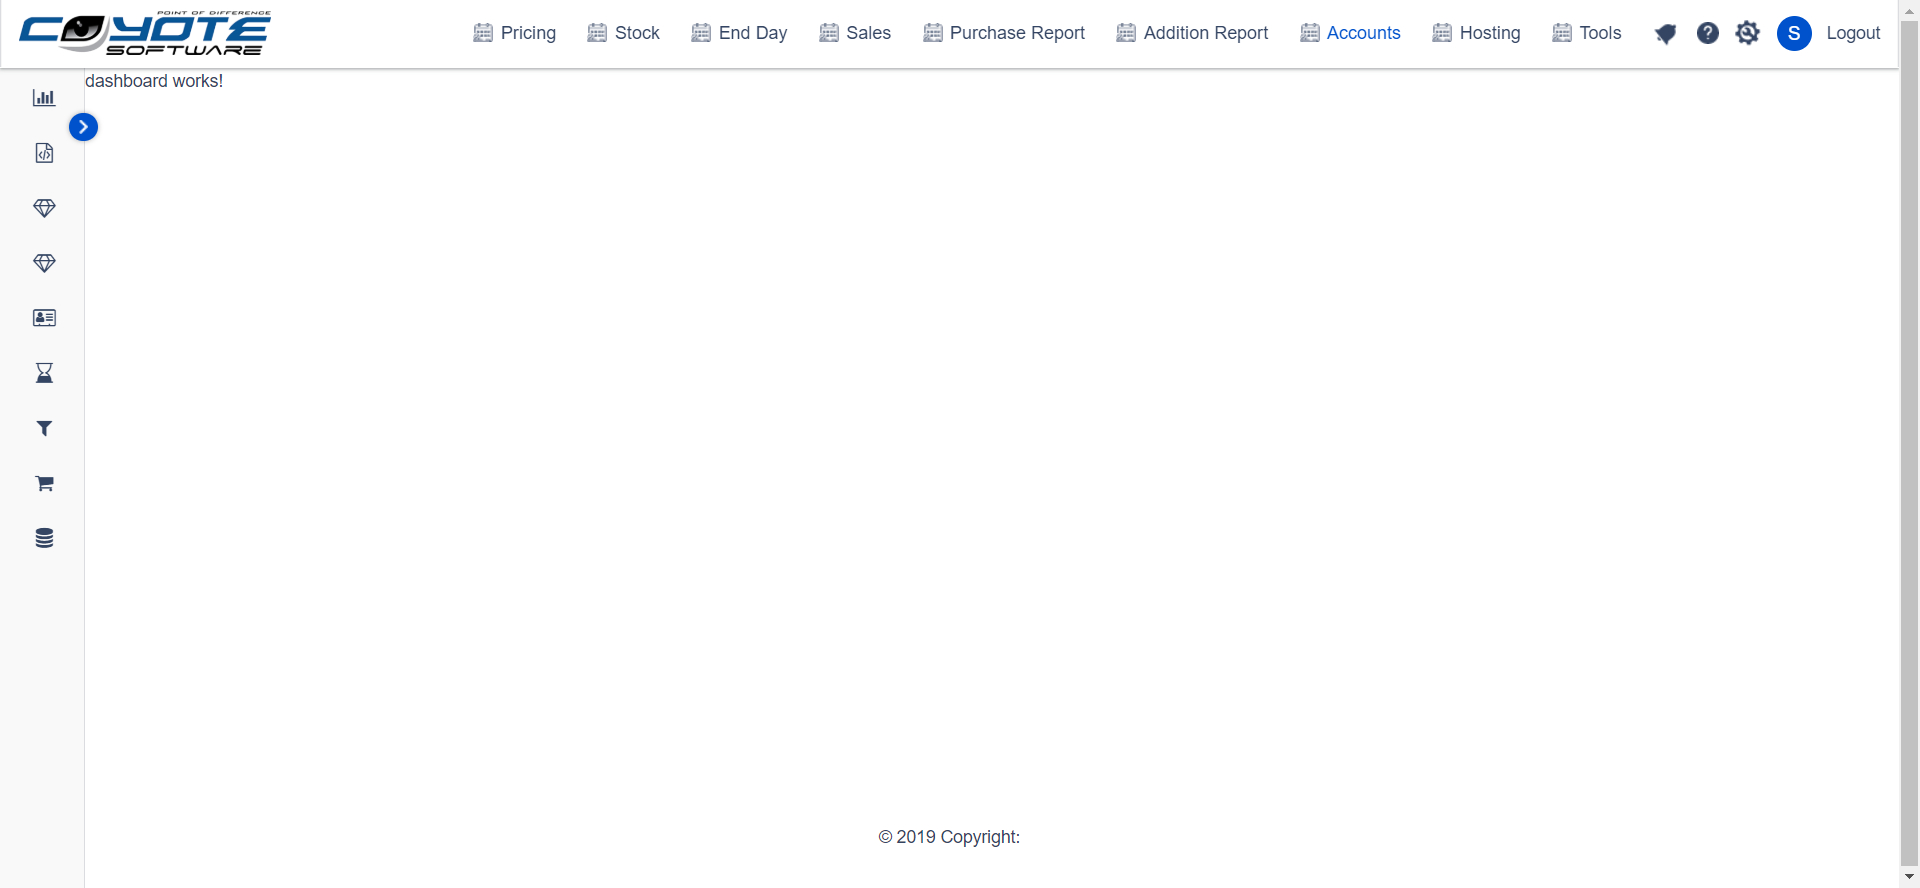 POINT OF DIFFERENCE
COYOTE
SOFTWARE
Pricing Stock End Day Sales Purchase Report Addition Report Accounts Hosting Tools ? S Logout
dashboard works!
© 2019 Copyright: